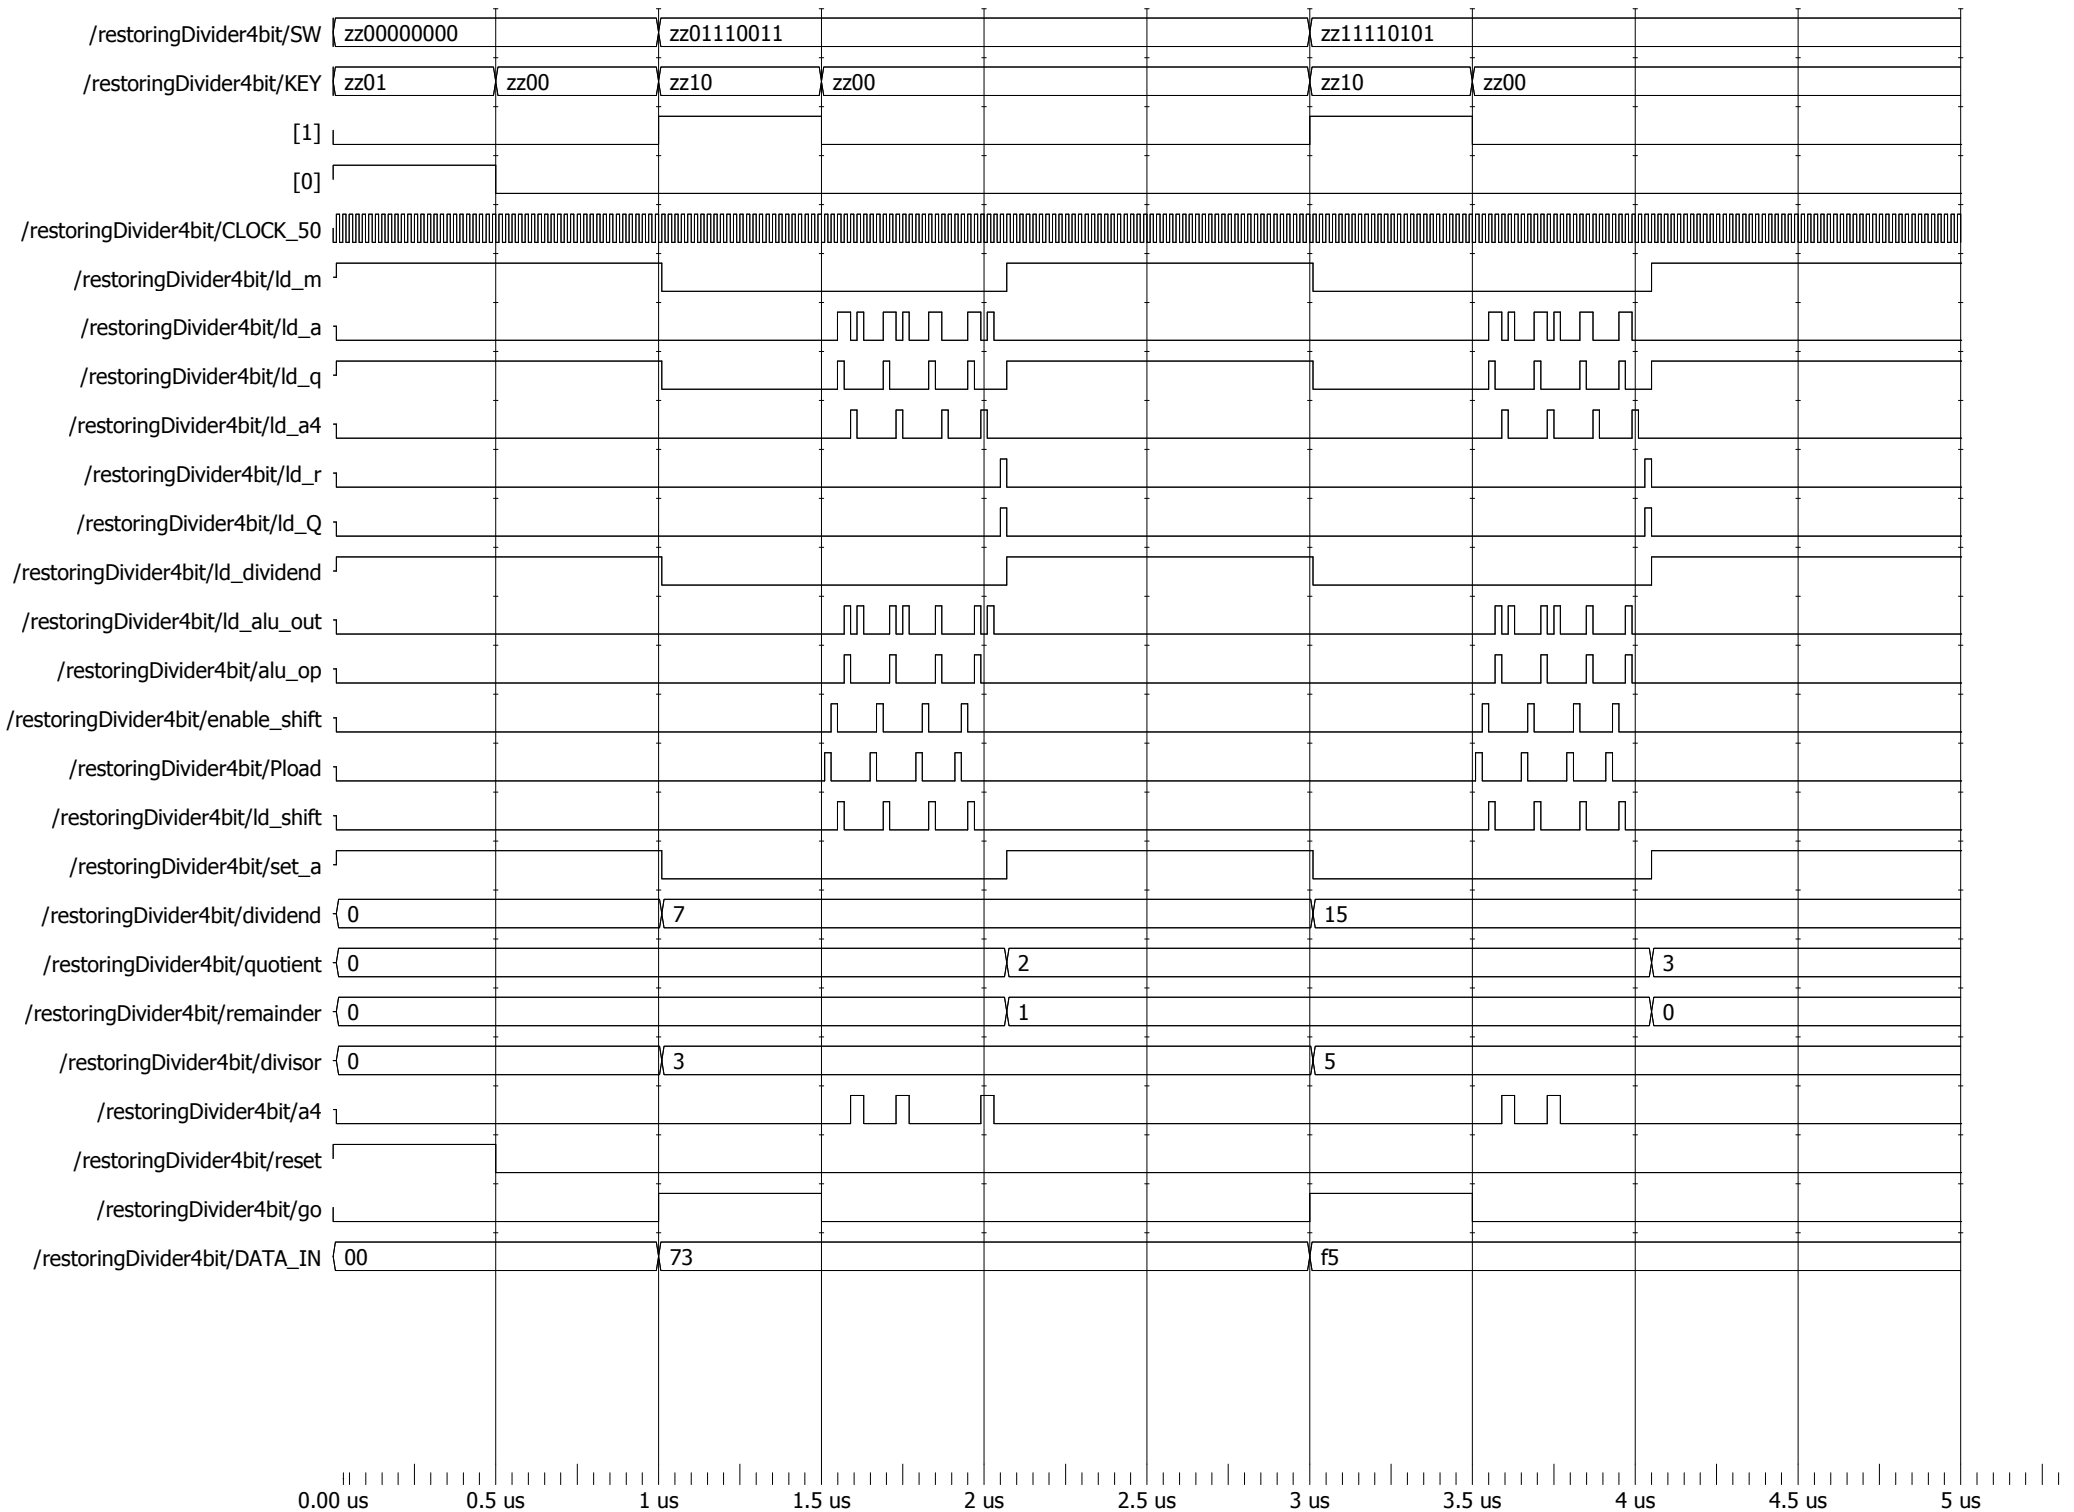 /restoringDivider4bit/SW zz00000000 zz01110011 zz11110101
/restoringDivider4bit/KEY zz01 zz00 zz10 zz00 zz10 zz00
[1]
[0]
/restoringDivider4bit/CLOCK_50
/restoringDivider4bit/ld_m
/restoringDivider4bit/ld_a
/restoringDivider4bit/ld_q
/restoringDivider4bit/ld_a4
/restoringDivider4bit/ld_r
/restoringDivider4bit/ld_Q
/restoringDivider4bit/ld_dividend
/restoringDivider4bit/ld_alu_out
/restoringDivider4bit/alu_op
/restoringDivider4bit/enable_shift
/restoringDivider4bit/Pload
/restoringDivider4bit/ld_shift
/restoringDivider4bit/set_a
/restoringDivider4bit/dividend 0 7 15
/restoringDivider4bit/quotient 0 2 3
/restoringDivider4bit/remainder 0 1 0
/restoringDivider4bit/divisor 0 3 5
/restoringDivider4bit/a4
/restoringDivider4bit/reset
/restoringDivider4bit/go
/restoringDivider4bit/DATA_IN 00 73 f5
0.00 us 0.5 us 1 us 1.5 us 2 us 2.5 us 3 us 3.5 us 4 us 4.5 us 5 us